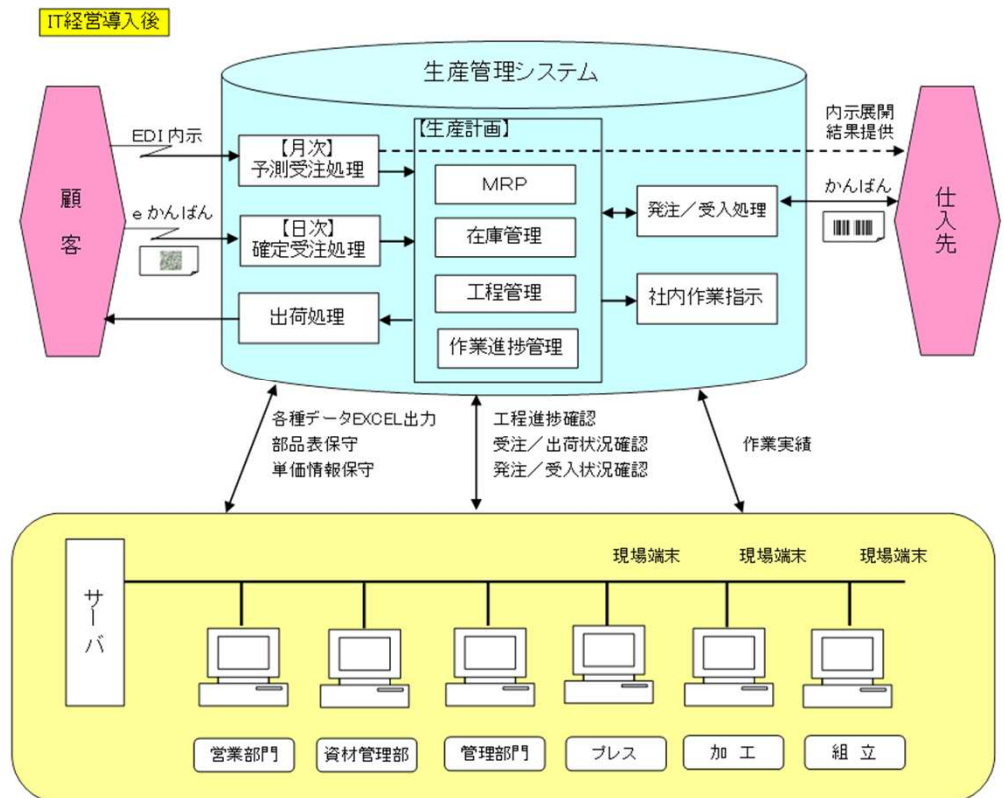 IT経営導入後
生産管理システム
顧客
EDI内示
eかんばん
【月次】
予測受注処理
【日次】
確定受注処理
出荷処理
【生産計画】
MRP
在庫管理
工程管理
作業進捗管理
発注/受入処理
社内作業指示
内示展開
結果提供
かんばん
仕入先
各種データEXCEL出力
部品表保守
単価情報保守
工程進捗確認
受注/出荷状況確認
発注/受入状況確認
作業実績
サーバ
現場端末
現場端末
現場端末
営業部門
資材管理部
管理部門
プレス
加工
組立